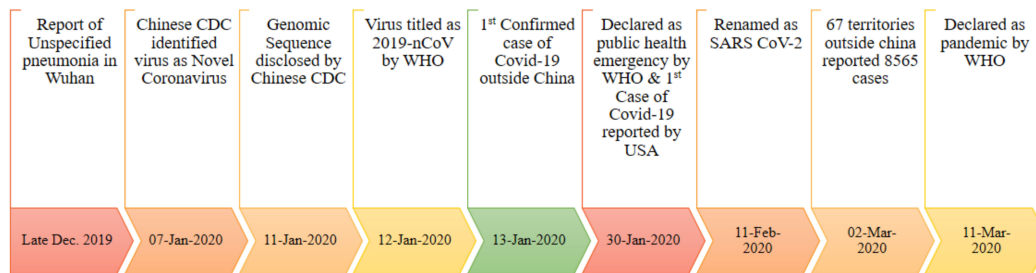 Report of
Unspecified
pneumonia in
Wuhan
Chinese CDC
identified
virus as Novel
Coronavirus
Genomic
Sequence
disclosed by
Chinese CDC
Virus titled as
2019-nCoV
by WHO
1st Confirmed
case of
Covid-19
outside China
Declared as
public health
emergency by
WHO & 1st
Case of
Covid-19
reported by
USA
Renamed as
SARS CoV-2
67 territories
outside china
reported 8565
cases
Declared as
pandemic by
WHO
Late Dec. 2019
07-Jan-2020
11-Jan-2020
12-Jan-2020
13-Jan-2020
30-Jan-2020
11-Feb-
2020
02-Mar-
2020
11-Mar-
2020